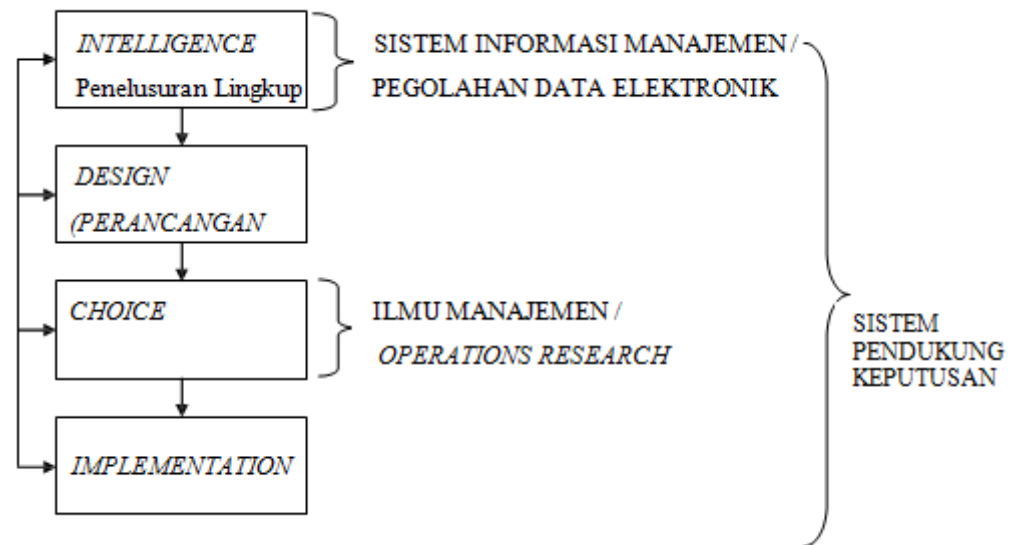 INTELLIGENCE
Penelusuran Lingkup
SISTEM INFORMASI MANAJEMEN /
PEGOLAHAN DATA ELEKTRONIK
DESIGN
(PERANCANGAN
CHOICE
ILMU MANAJEMEN /
OPERATIONS RESEARCH
IMPLEMENTATION
SISTEM
PENDUKUNG
KEPUTUSAN